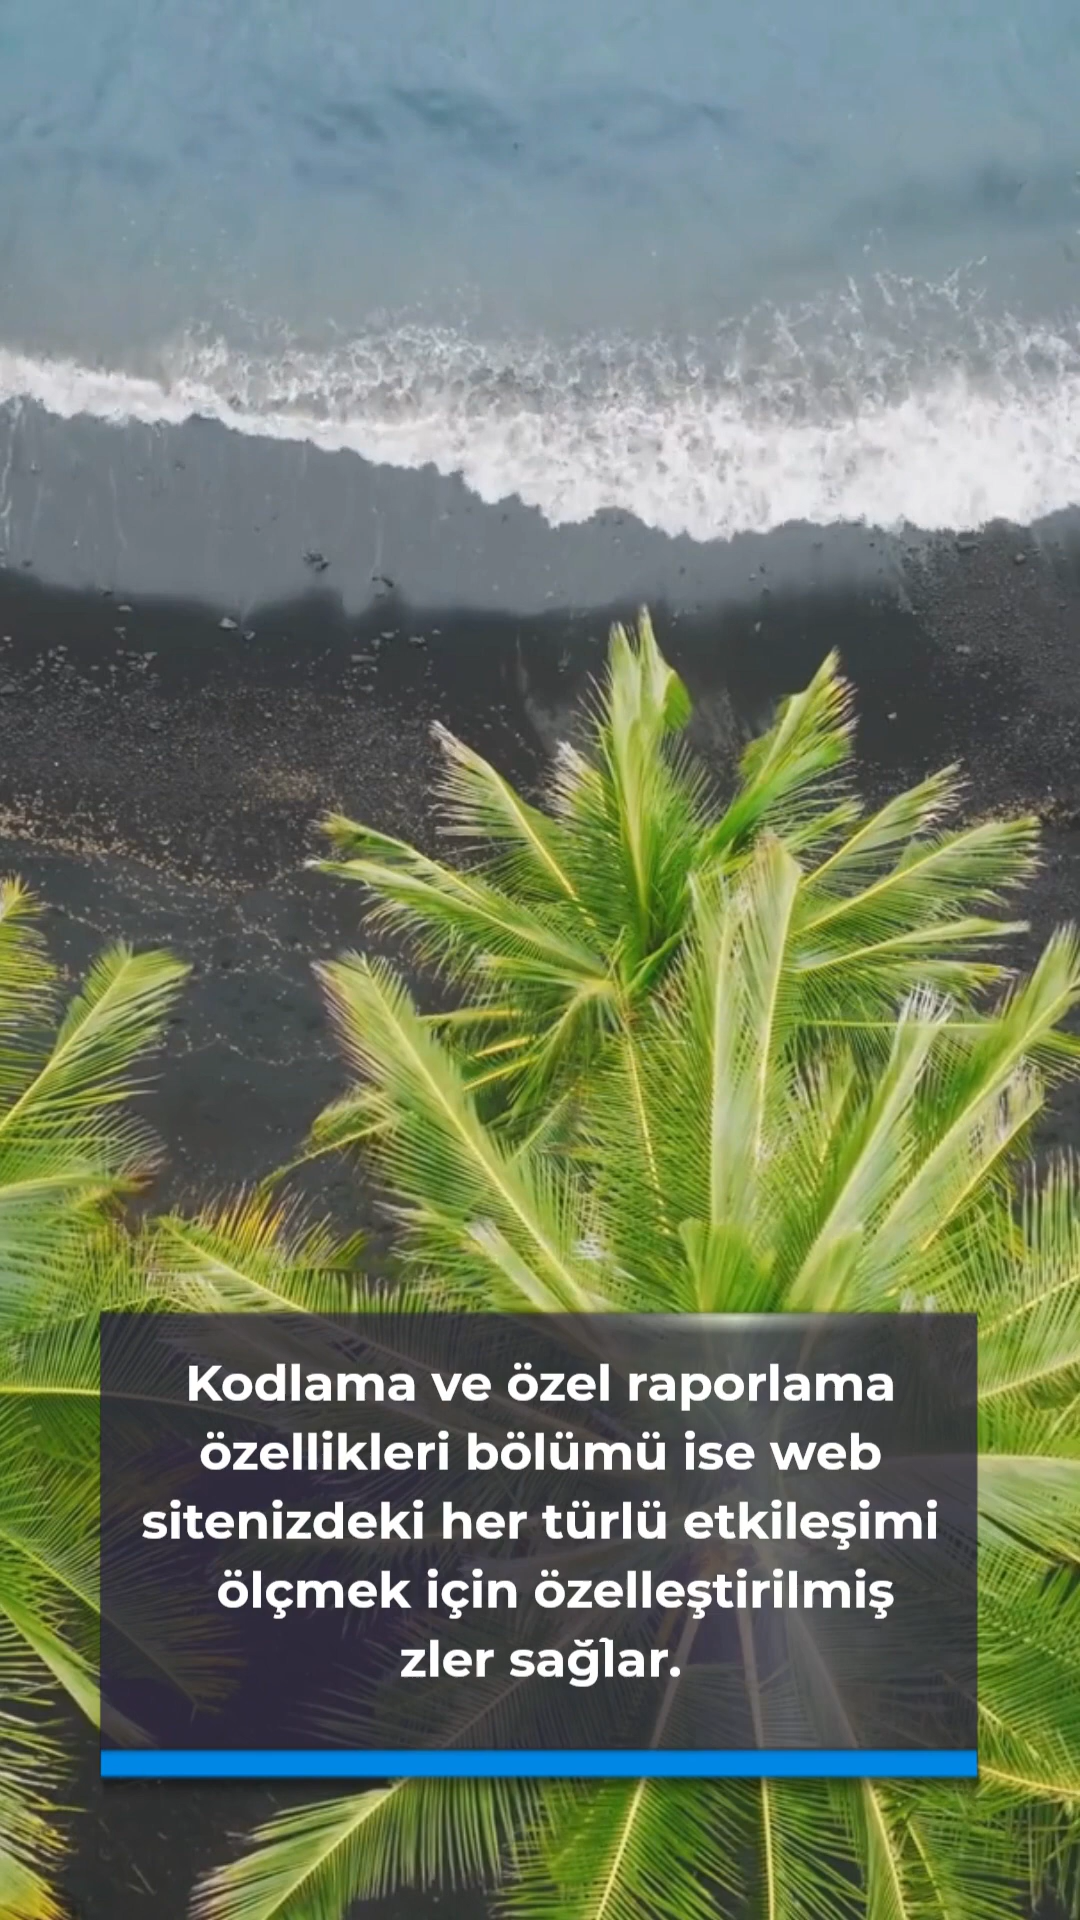 Kodlama ve özel raporlama
özellikleri bölümü ise web
sitenizdeki her türlü etkileşimi
ölçmek için özelleştirilmiş
zler sağlar.